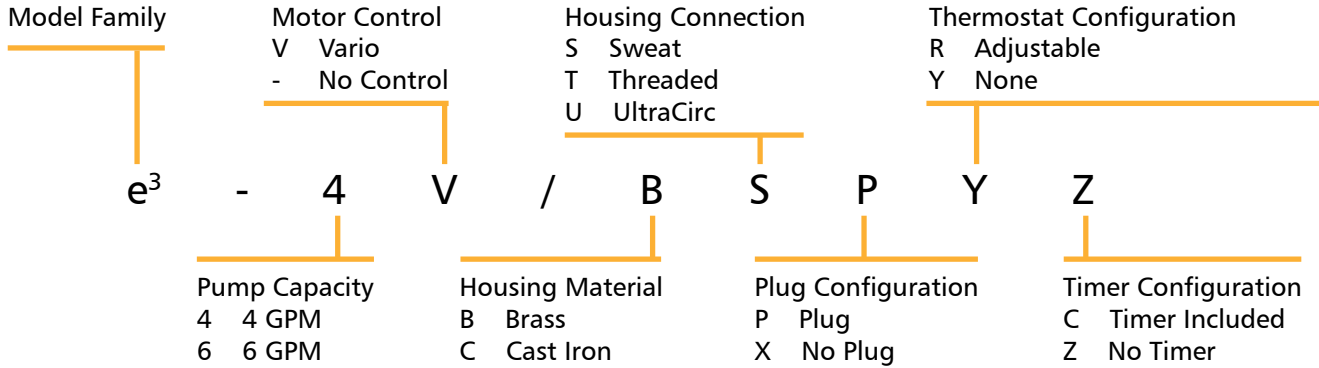 Model Family
Motor Control
V Vario
- No Control
Housing Connection
S Sweat
T Threaded
U UltraCirc
Thermostat Configuration
R Adjustable
Y None
e³ - 4 V / B S P Y Z
Pump Capacity
4 4 GPM
6 6 GPM
Housing Material
B Brass
C Cast Iron
Plug Configuration
P Plug
X No Plug
Timer Configuration
C Timer Included
Z No Timer